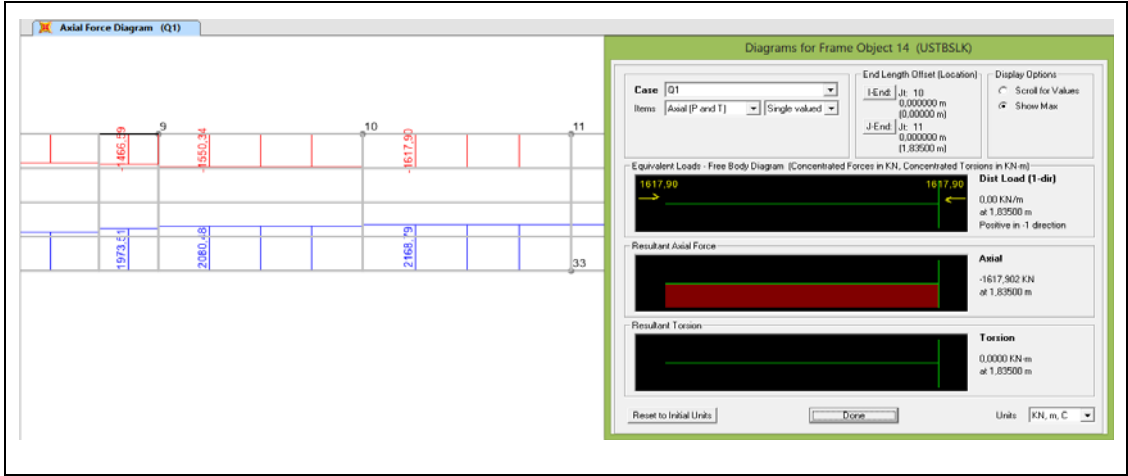 Axial Force Diagram (Q1)
9
10
11
-1466,59
-1550,34
-1617,90
1973,51
2080,48
2168,79
33
Diagrams for Frame Object 14 (USTBSLK)
Case Q1
Items Axial (P and T) Single valued
End Length Offset (Location)
I-End: Jt: 10
0,000000 m
(0,00000 m)
J-End: Jt: 11
0,000000 m
(1,83500 m)
Display Options
Scroll for Values
Show Max
Equivalent Loads - Free Body Diagram (Concentrated Forces in KN, Concentrated Torsions in KN-m)
1617,90
1617,90
Dist Load (1-dir)
0,00 KN/m
at 1,83500 m
Positive in -1 direction
Resultant Axial Force
Axial
-1617,902 KN
at 1,83500 m
Resultant Torsion
Torsion
0,0000 KN-m
at 1,83500 m
Reset to Initial Units
Done
Units KN, m, C